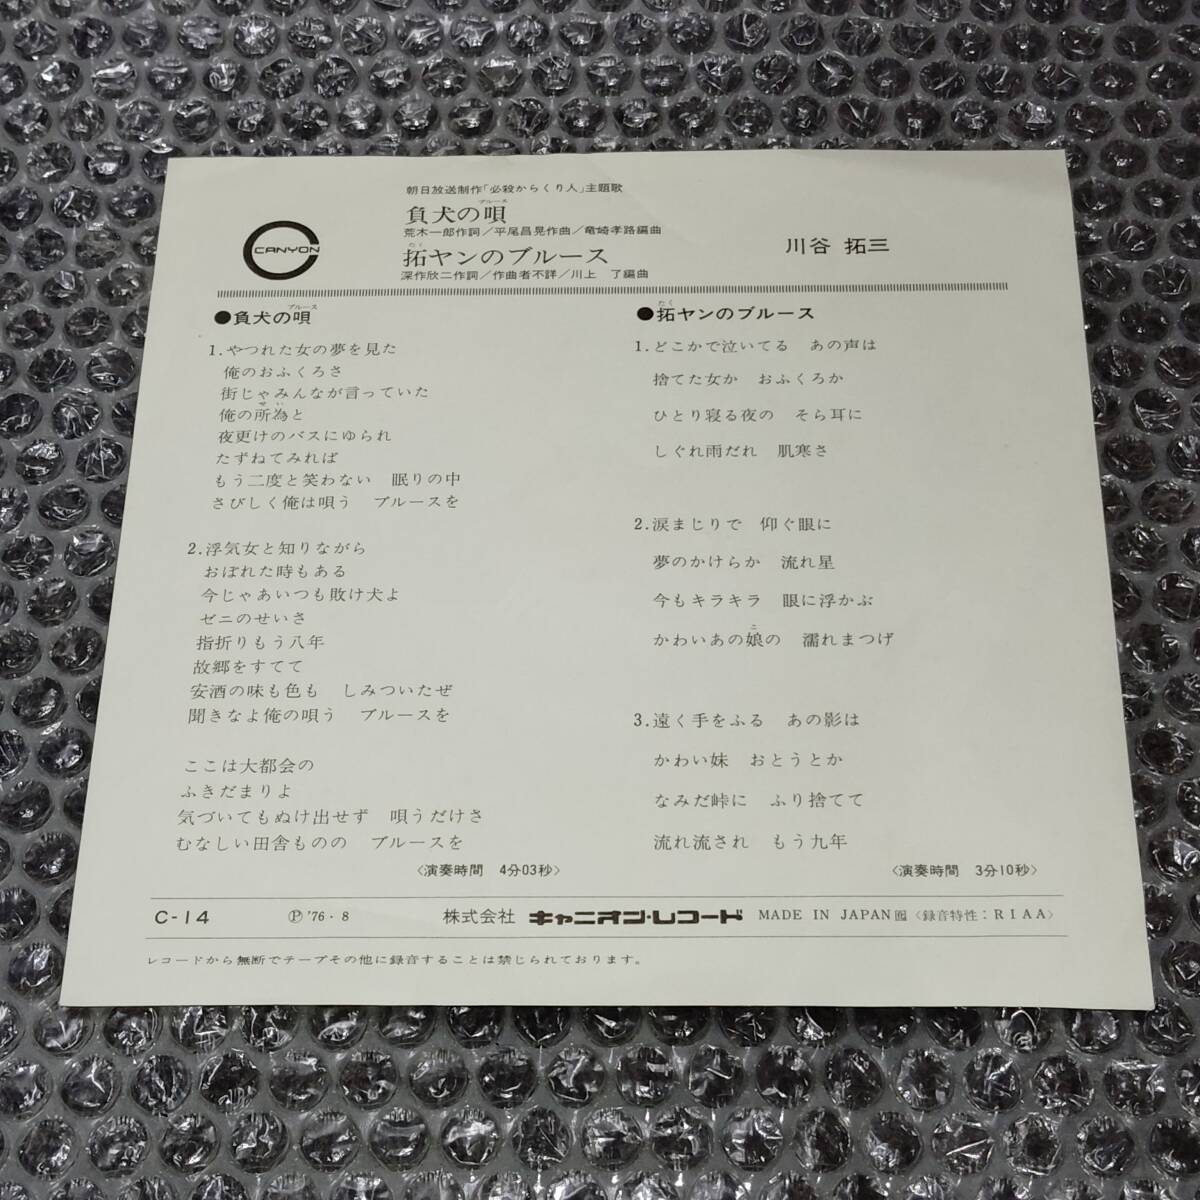 朝日放送制作「必殺からくり人」主題歌
ブルース
負犬の唄
荒木一郎作詞／平尾昌晃作曲／竜崎孝路編曲
たく
拓ヤンのブルース
深作欣二作詞／作曲者不詳／川上　了編曲
CANYON
川谷 拓三
ブルース
●負犬の唄
1.やつれた女の夢を見た
俺のおふくろさ
街じゃみんなが言っていた
せい
俺の所為と
夜更けのバスにゆられ
たずねてみれば
もう二度と笑わない　眠りの中
さびしく俺は唄う　ブルースを
2.浮気女と知りながら
おぼれた時もある
今じゃあいつも敗け犬よ
ゼニのせいさ
指折りもう八年
故郷をすてて
安酒の味も色も　しみついたぜ
聞きなよ俺の唄う　ブルースを
ここは大都会の
ふきだまりよ
気づいてもぬけ出せず　唄うだけさ
むなしい田舎ものの　ブルースを
〈演奏時間　4分03秒〉
たく
●拓ヤンのブルース
1.どこかで泣いてる　あの声は
捨てた女か　おふくろか
ひとり寝る夜の　そら耳に
しぐれ雨だれ　肌寒さ
2.涙まじりで　仰ぐ眼に
夢のかけらか　流れ星
今もキラキラ　眼に浮かぶ
こ
かわいあの娘の　濡れまつげ
3.遠く手をふる　あの影は
かわい妹　おとうとか
なみだ峠に　ふり捨てて
流れ流され　もう九年
〈演奏時間　3分10秒〉
C-14　Ⓟ'76・8　株式会社 キャニオン・レコード　MADE IN JAPAN 〈録音特性：RIAA〉
レコードから無断でテープその他に録音することは禁じられております。